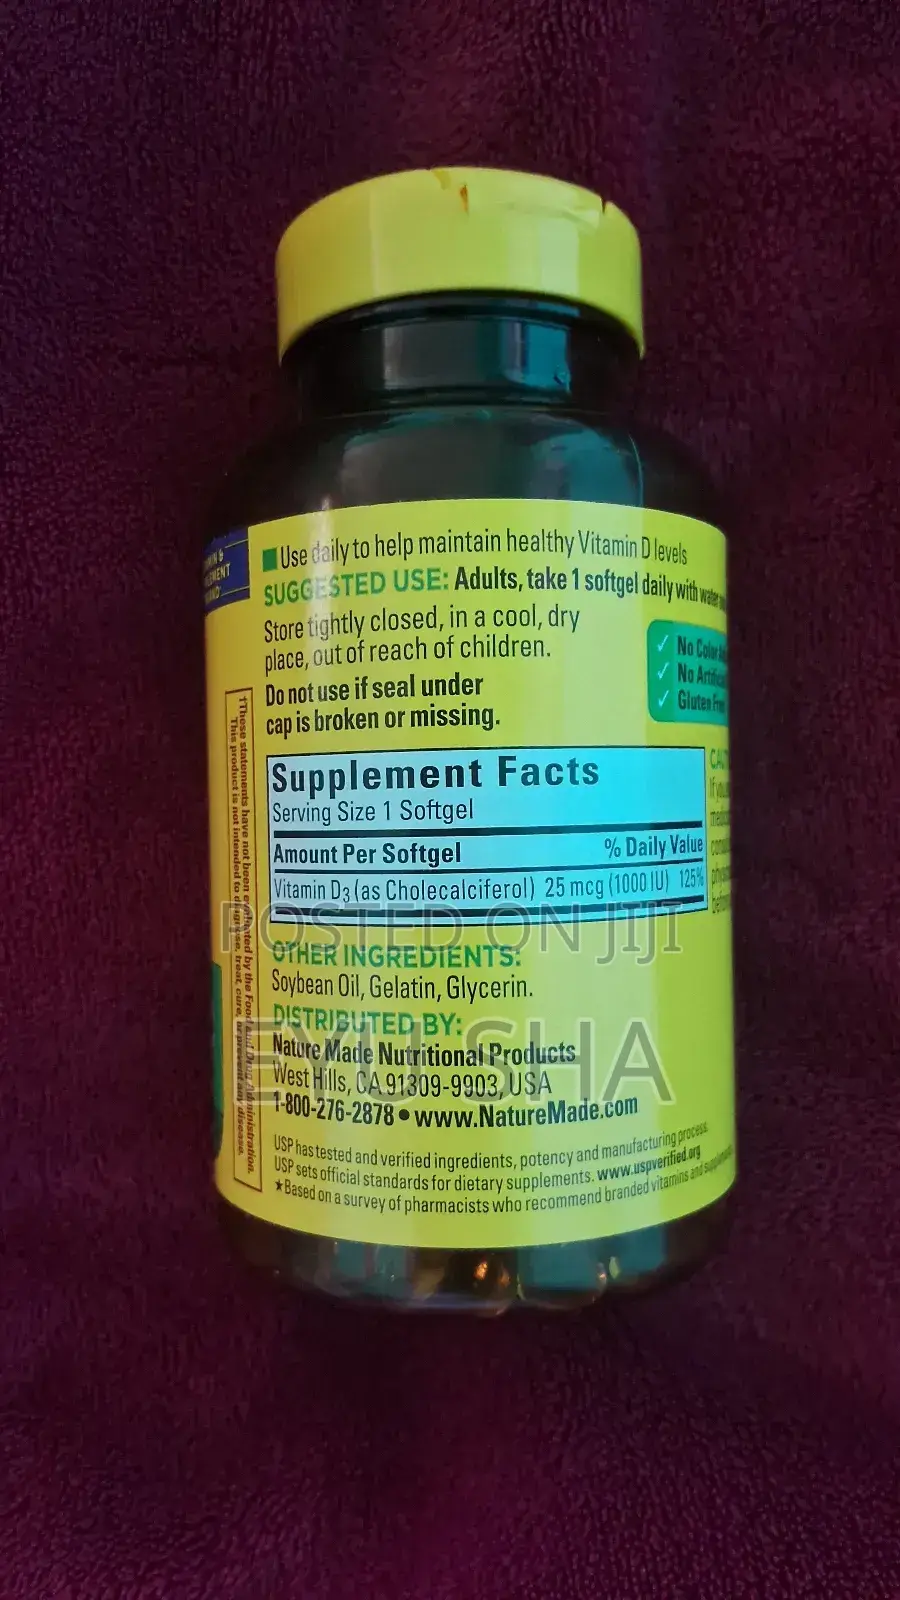 ■ Use daily to help maintain healthy Vitamin D levels
SUGGESTED USE: Adults, take 1 softgel daily with water
Store tightly closed, in a cool, dry
place, out of reach of children.
Do not use if seal under
cap is broken or missing.
✓ No Color
✓ No
✓ Gluten
Supplement Facts
Serving Size 1 Softgel
Amount Per Softgel % Daily Value
Vitamin D3 (as Cholecalciferol) 25 mcg (1000 IU) 125%
POSTED ON JIJI
OTHER INGREDIENTS:
Soybean Oil, Gelatin, Glycerin.
DISTRIBUTED BY:
Nature Made Nutritional Products
West Hills, CA 91309-9903, USA
1-800-276-2878 • www.NatureMade.com
EYU SHA
USP has tested and verified ingredients, potency and manufacturing process.
USP sets official standards for dietary supplements. www.uspverified.org
★Based on a survey of pharmacists who recommend branded vitamins and
†These statements have not been evaluated by the Food and Drug Administration.
This product is not intended to diagnose, treat, cure, or prevent any disease.